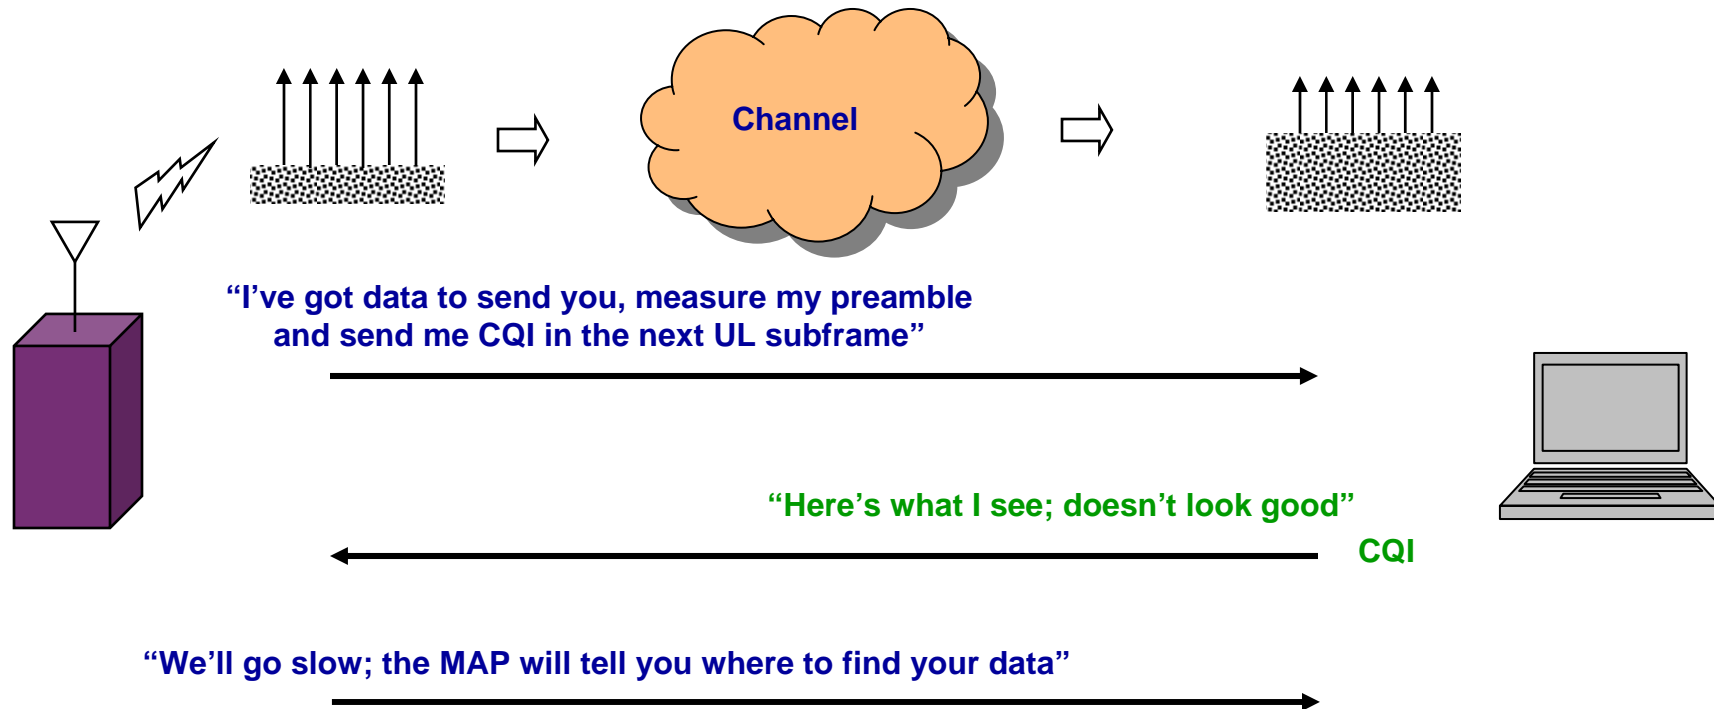 Channel
“I’ve got data to send you, measure my preamble
and send me CQI in the next UL subframe”
“Here’s what I see; doesn’t look good”
CQI
“We’ll go slow; the MAP will tell you where to find your data”